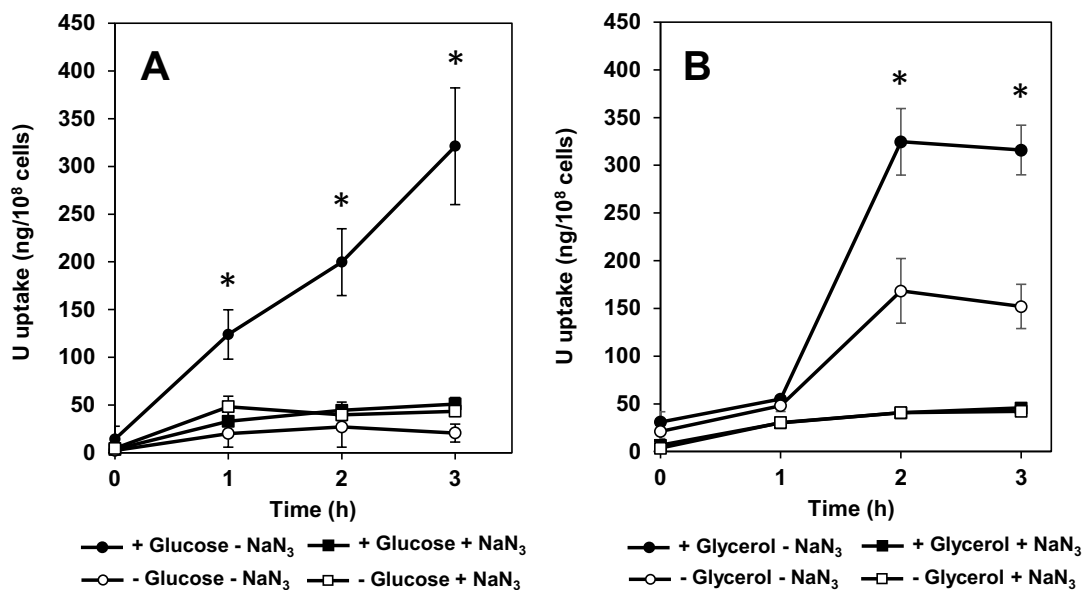 A
U uptake (ng/10⁸ cells)
450
400
350
300
250
200
150
100
50
0
*
*
*
0 1 2 3
Time (h)
+ Glucose - NaN₃ + Glucose + NaN₃
- Glucose - NaN₃ - Glucose + NaN₃
B
U uptake (ng/10⁸ cells)
450
400
350
300
250
200
150
100
50
0
*
*
0 1 2 3
Time (h)
+ Glycerol - NaN₃ + Glycerol + NaN₃
- Glycerol - NaN₃ - Glycerol + NaN₃